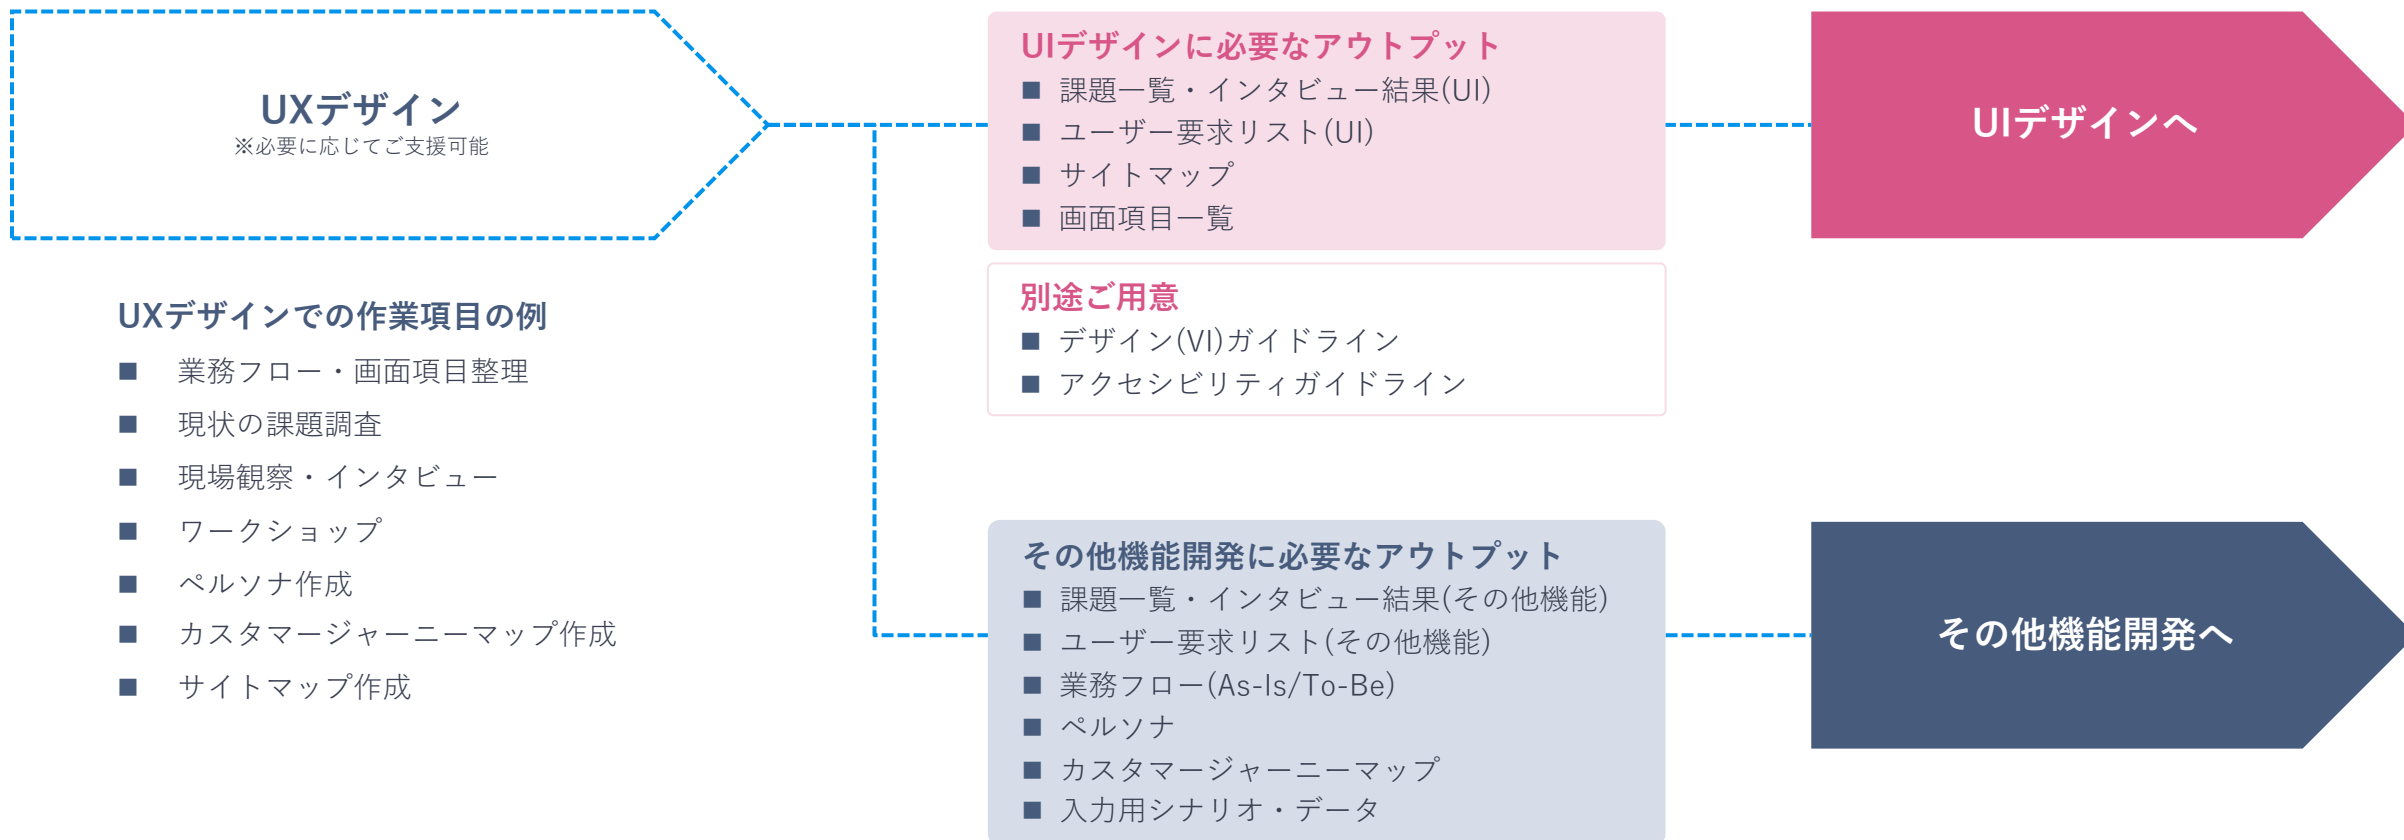 UXデザイン
※必要に応じてご支援可能
UXデザインでの作業項目の例
■ 業務フロー・画面項目整理
■ 現状の課題調査
■ 現場観察・インタビュー
■ ワークショップ
■ ペルソナ作成
■ カスタマージャーニーマップ作成
■ サイトマップ作成
UIデザインに必要なアウトプット
■ 課題一覧・インタビュー結果(UI)
■ ユーザー要求リスト(UI)
■ サイトマップ
■ 画面項目一覧
別途ご用意
■ デザイン(VI)ガイドライン
■ アクセシビリティガイドライン
UIデザインへ
その他機能開発に必要なアウトプット
■ 課題一覧・インタビュー結果(その他機能)
■ ユーザー要求リスト(その他機能)
■ 業務フロー(As-Is/To-Be)
■ ペルソナ
■ カスタマージャーニーマップ
■ 入力用シナリオ・データ
その他機能開発へ